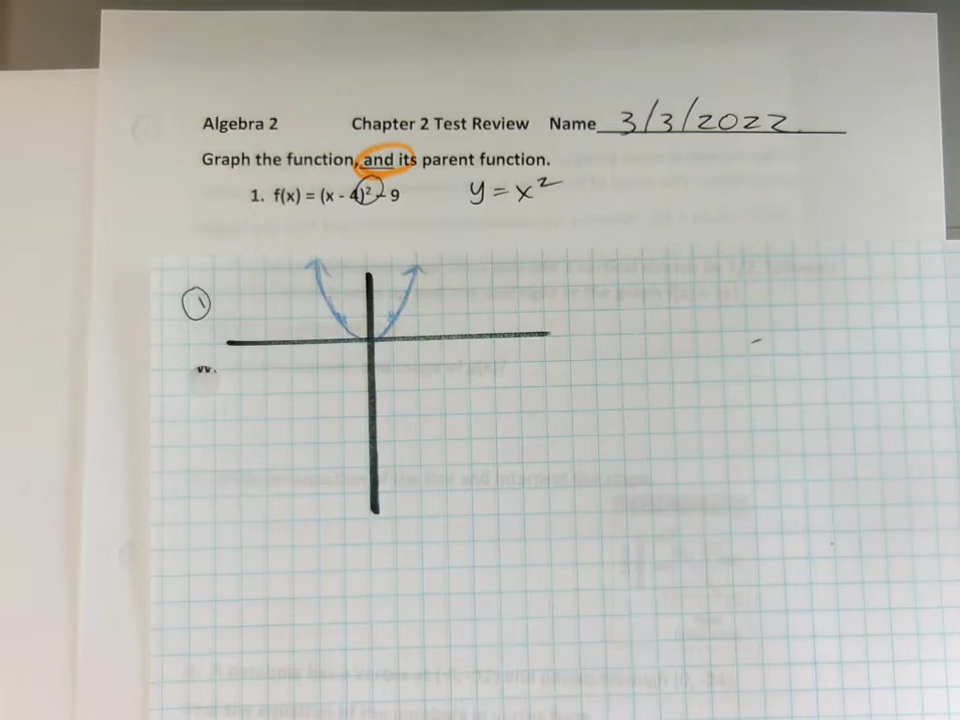 Algebra 2 Chapter 2 Test Review Name 3/3/2022
Graph the function, and its parent function.
1. f(x) = (x - 4)² - 9 y = x²
1